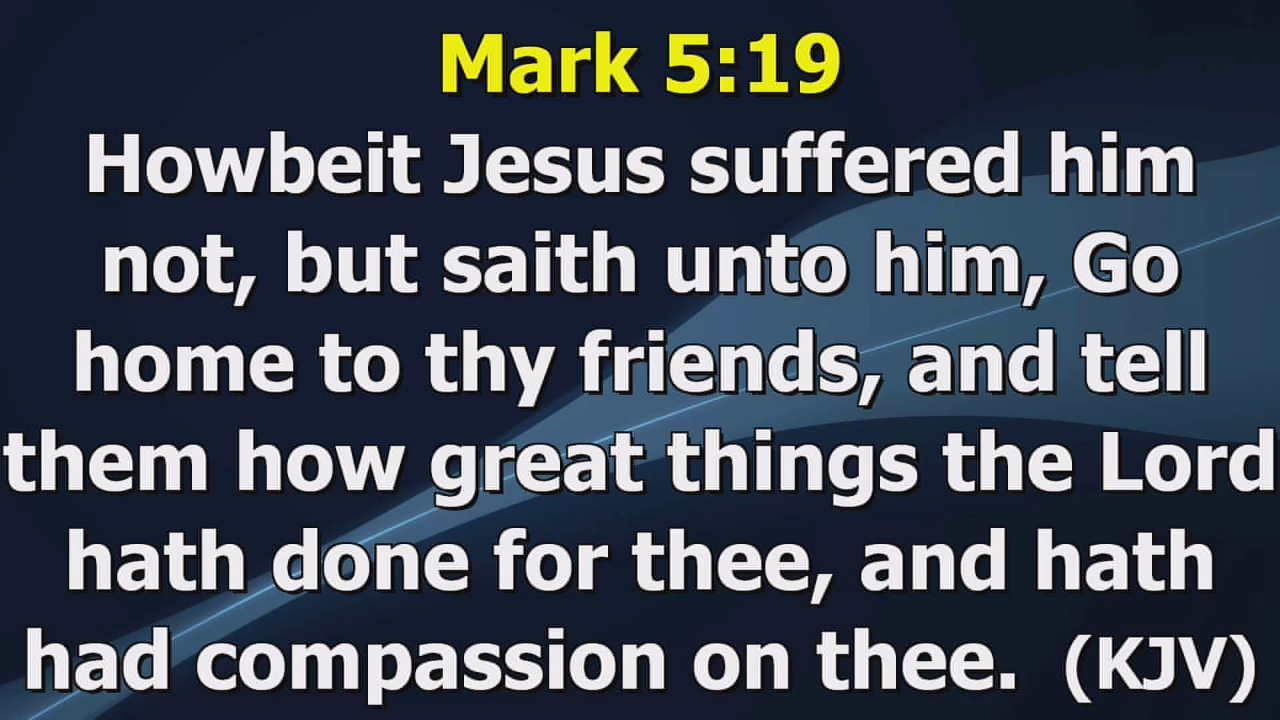 Mark 5:19
Howbeit Jesus suffered him
not, but saith unto him, Go
home to thy friends, and tell
them how great things the Lord
hath done for thee, and hath
had compassion on thee. (KJV)